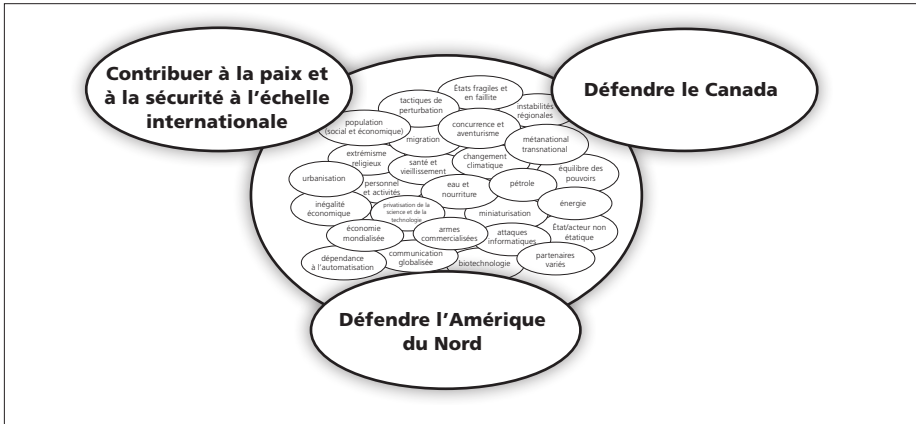 Contribuer à la paix et
à la sécurité à l’échelle
internationale
Défendre le Canada
États fragiles et
en faillite
tactiques de
perturbation
instabilités
régionales
population
(social et économique)
concurrence et
aventurisme
migration
métanational
transnational
extrémisme
religieux
santé et
vieillissement
changement
climatique
équilibre des
pouvoirs
urbanisation
personnel
et activités
eau et
nourriture
pétrole
énergie
inégalité
économique
privatisation de la
science et de la
technologie
miniaturisation
économie
mondialisée
armes
commercialisées
attaques
informatiques
État/acteur non
étatique
dépendance
à l’automatisation
communication
globalisée
biotechnologie
partenaires
variés
Défendre l’Amérique
du Nord